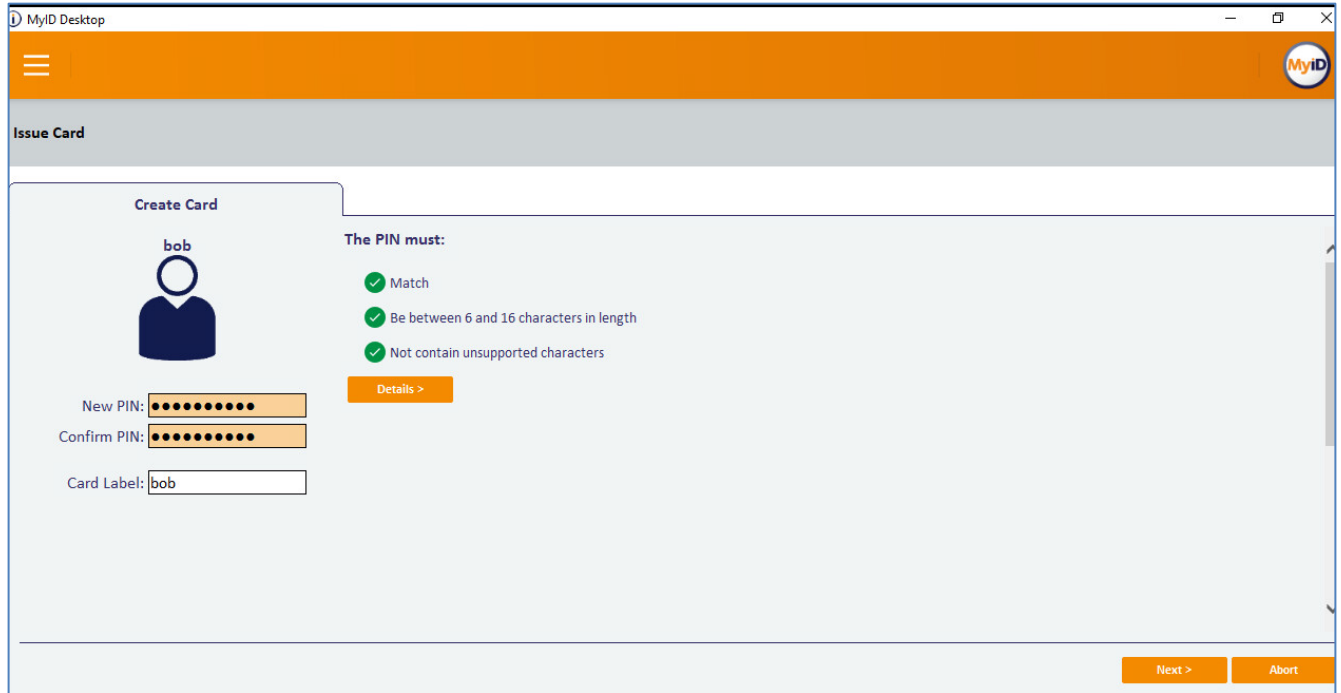 MyID Desktop
MyiD
Issue Card
Create Card
bob
The PIN must:
Match
Be between 6 and 16 characters in length
Not contain unsupported characters
Details >
New PIN: ●●●●●●●●●●
Confirm PIN: ●●●●●●●●●●
Card Label: bob
Next >
Abort